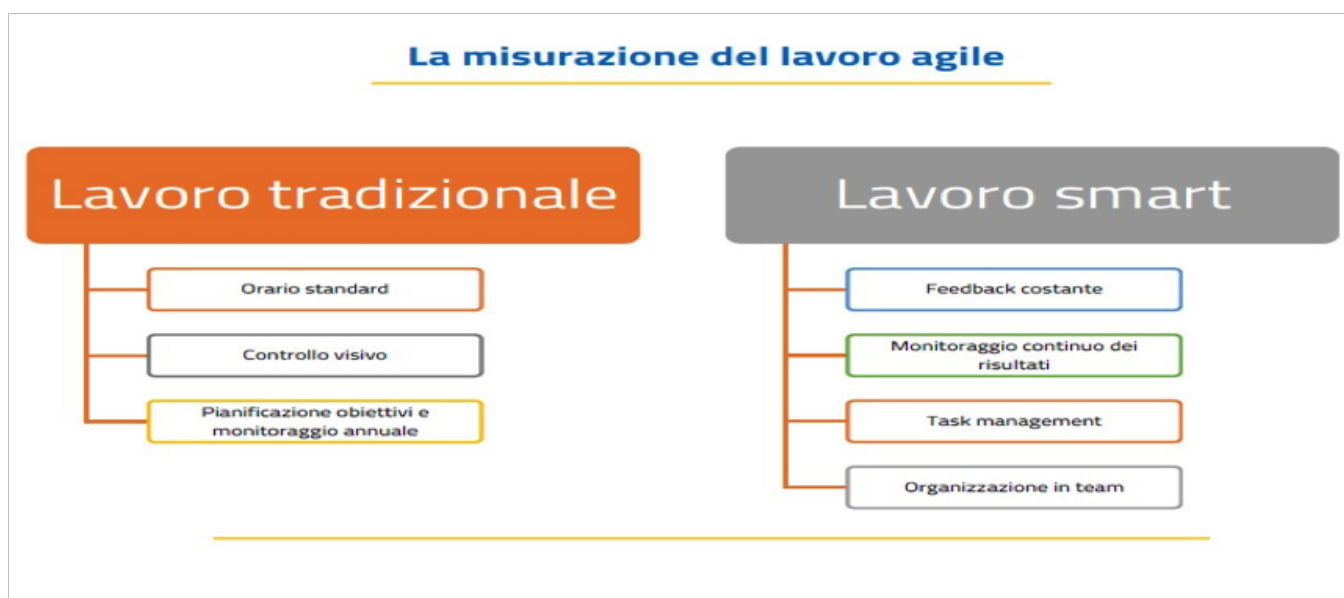 La misurazione del lavoro agile
Lavoro tradizionale
Orario standard
Controllo visivo
Pianificazione obiettivi e
monitoraggio annuale
Lavoro smart
Feedback costante
Monitoraggio continuo dei
risultati
Task management
Organizzazione in team